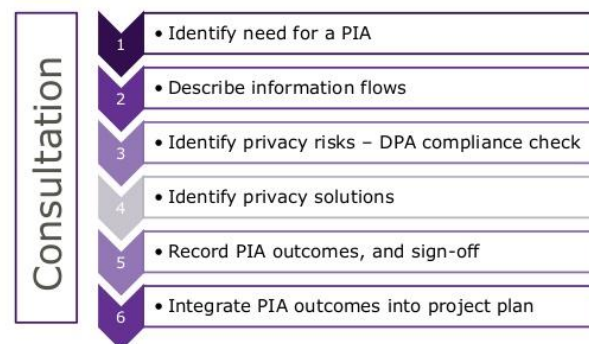 Consultation
1
• Identify need for a PIA
2
• Describe information flows
3
• Identify privacy risks – DPA compliance check
4
• Identify privacy solutions
5
• Record PIA outcomes, and sign-off
6
• Integrate PIA outcomes into project plan